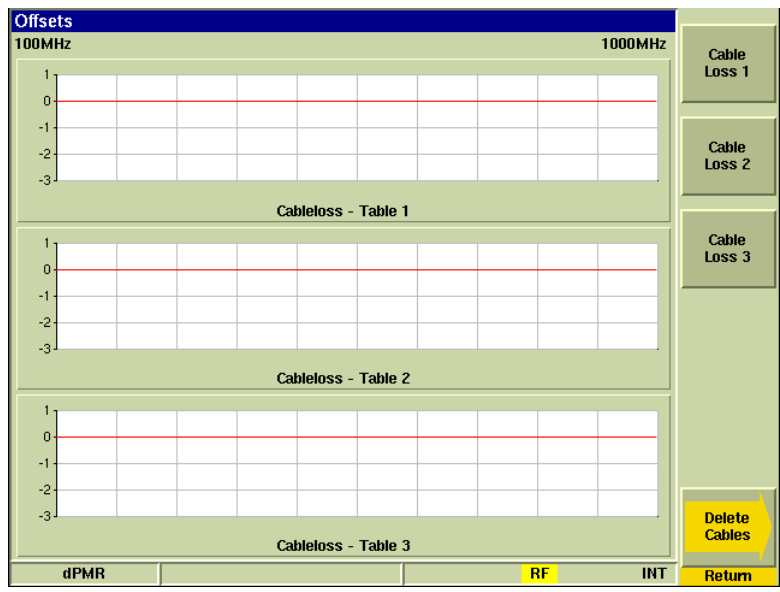 Offsets
100MHz 1000MHz
1
0
-1
-2
-3
Cableloss - Table 1
1
0
-1
-2
-3
Cableloss - Table 2
1
0
-1
-2
-3
Cableloss - Table 3
dPMR RF INT
Cable
Loss 1
Cable
Loss 2
Cable
Loss 3
Delete
Cables
Return